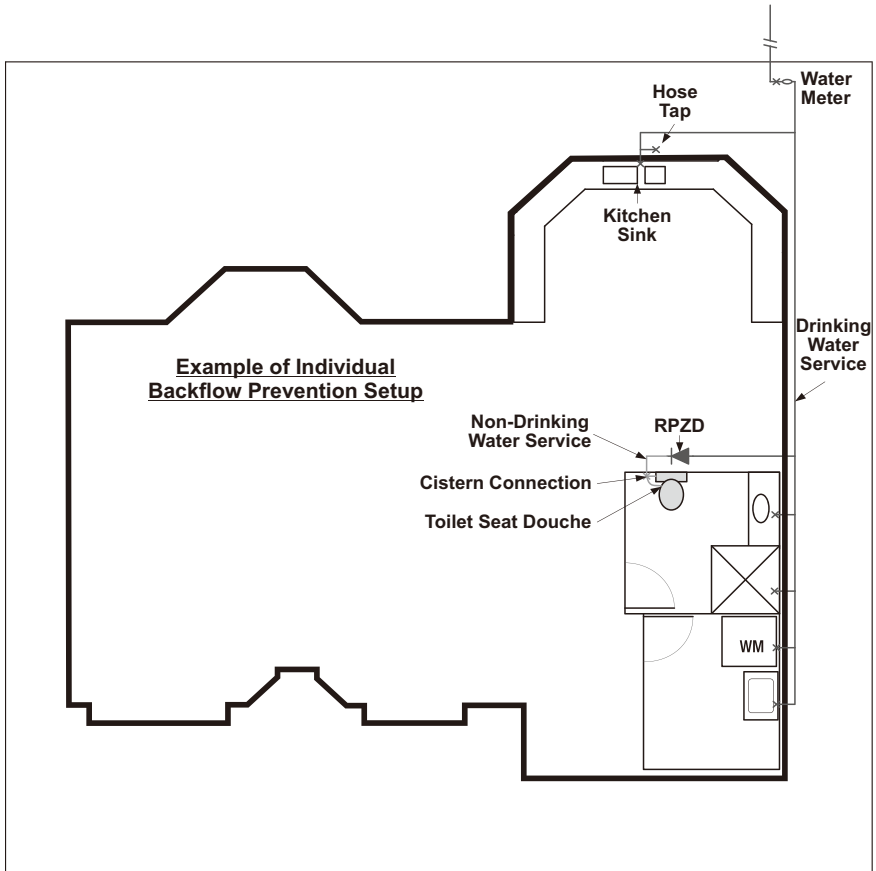 Water
Meter
Hose
Tap
Kitchen
Sink
Drinking
Water
Service
Example of Individual
Backflow Prevention Setup
Non-Drinking
Water Service
RPZD
Cistern Connection
Toilet Seat Douche
WM